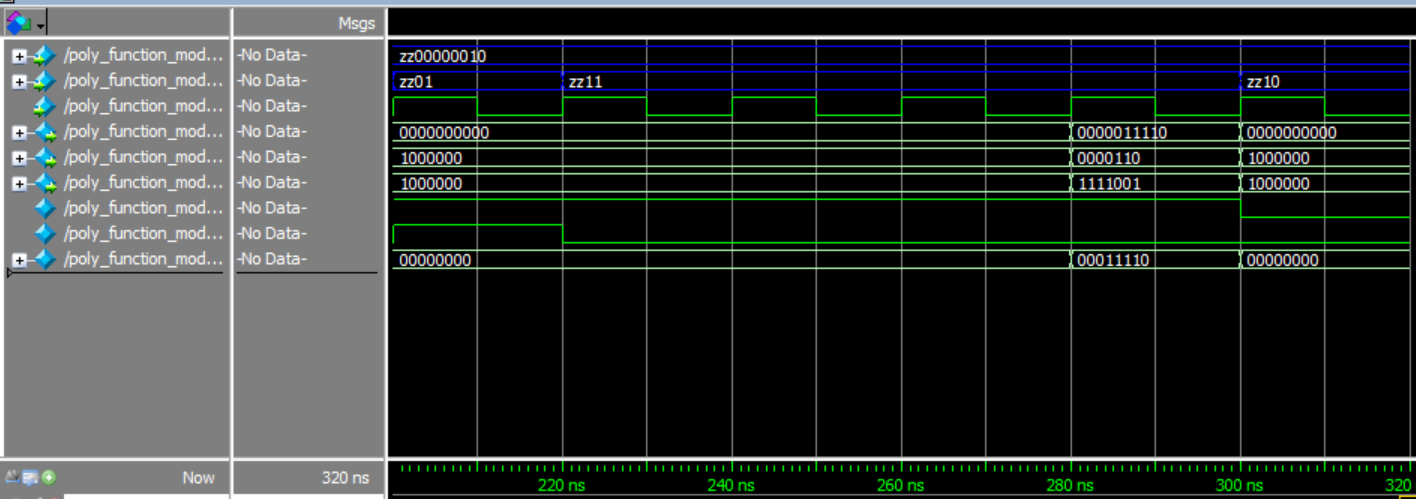 Msgs
/poly_function_mod... -No Data- zz00000010
/poly_function_mod... -No Data- zz01 zz11 zz10
/poly_function_mod... -No Data-
/poly_function_mod... -No Data- 0000000000 0000011110 0000000000
/poly_function_mod... -No Data- 1000000 0000110 1000000
/poly_function_mod... -No Data- 1000000 1111001 1000000
/poly_function_mod... -No Data-
/poly_function_mod... -No Data-
/poly_function_mod... -No Data- 00000000 00011110 00000000
Now 320 ns
220 ns 240 ns 260 ns 280 ns 300 ns 320